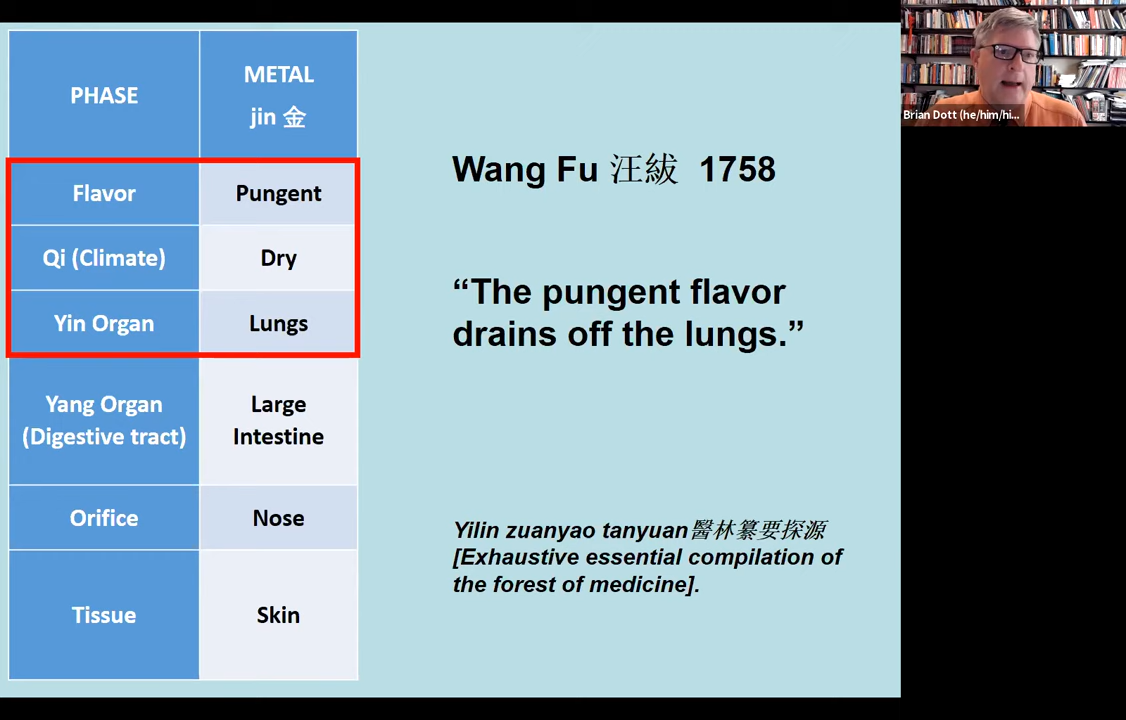 PHASE
METAL
jin 金
Flavor
Pungent
Qi (Climate)
Dry
Yin Organ
Lungs
Yang Organ
(Digestive tract)
Large
Intestine
Orifice
Nose
Tissue
Skin
Wang Fu 汪紱 1758
“The pungent flavor
drains off the lungs.”
Yilin zuanyao tanyuan醫林纂要探源
[Exhaustive essential compilation of
the forest of medicine].
Brian Dott (he/him/hi...